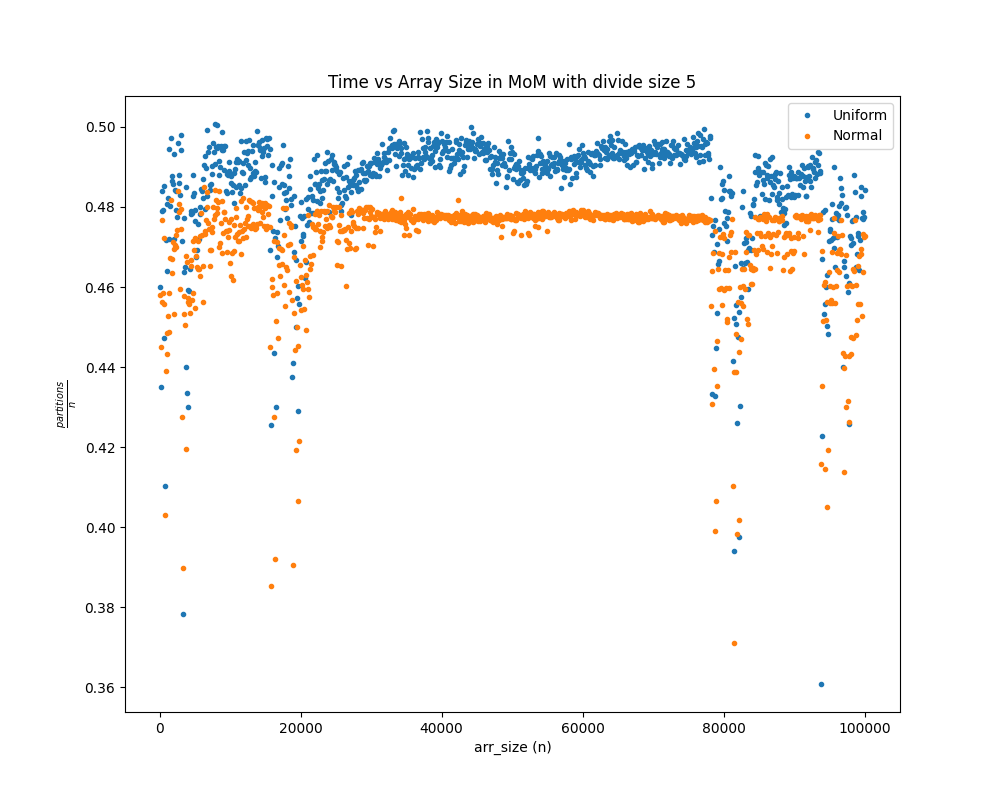 Time vs Array Size in MoM with divide size 5
Uniform
Normal
0.50
0.48
0.46
0.44
0.42
0.40
0.38
0.36
partitions
n
0 20000 40000 60000 80000 100000
arr_size (n)